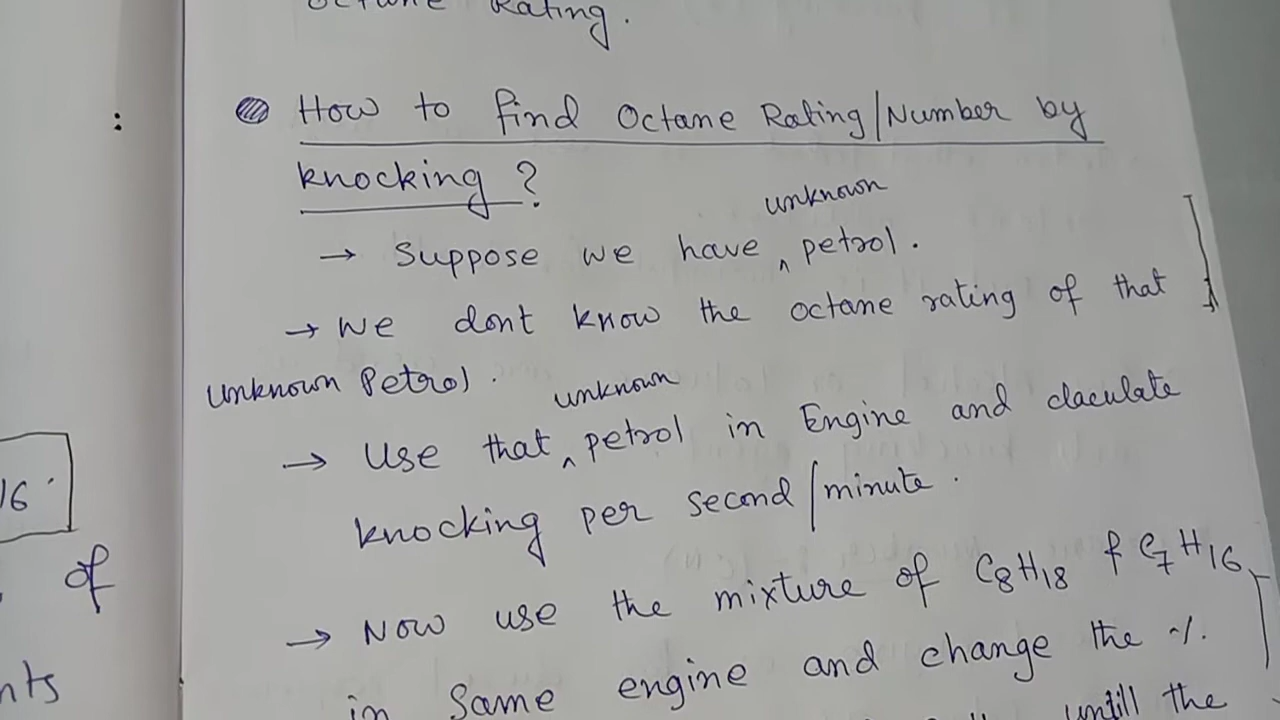 Octane Rating.
How to find Octane Rating/Number by
knocking ?
unknown
→ Suppose we have ^ petrol.
→ We dont know the octane rating of that
unknown Petrol.
unknown
→ Use that ^ petrol in Engine and claculate
knocking per second/minute.
→ Now use the mixture of C8H18 & C7H16
in Same engine and change the %.
untill the
:
16.
of
nts